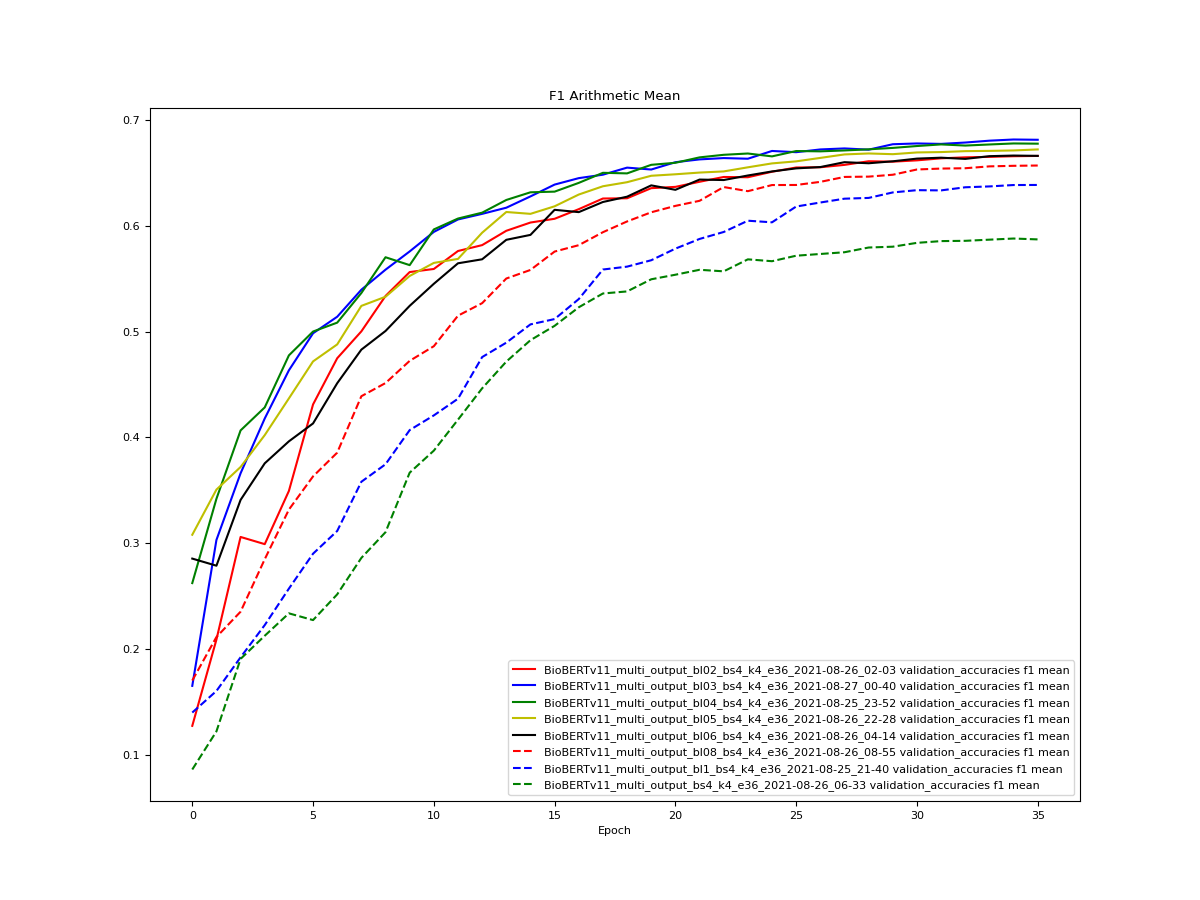 F1 Arithmetic Mean
0.7
0.6
0.5
0.4
0.3
0.2
0.1
BioBERTv11_multi_output_bl02_bs4_k4_e36_2021-08-26_02-03 validation_accuracies f1 mean
BioBERTv11_multi_output_bl03_bs4_k4_e36_2021-08-27_00-40 validation_accuracies f1 mean
BioBERTv11_multi_output_bl04_bs4_k4_e36_2021-08-25_23-52 validation_accuracies f1 mean
BioBERTv11_multi_output_bl05_bs4_k4_e36_2021-08-26_22-28 validation_accuracies f1 mean
BioBERTv11_multi_output_bl06_bs4_k4_e36_2021-08-26_04-14 validation_accuracies f1 mean
BioBERTv11_multi_output_bl08_bs4_k4_e36_2021-08-26_08-55 validation_accuracies f1 mean
BioBERTv11_multi_output_bl1_bs4_k4_e36_2021-08-25_21-40 validation_accuracies f1 mean
BioBERTv11_multi_output_bs4_k4_e36_2021-08-26_06-33 validation_accuracies f1 mean
0 5 10 15 20 25 30 35
Epoch